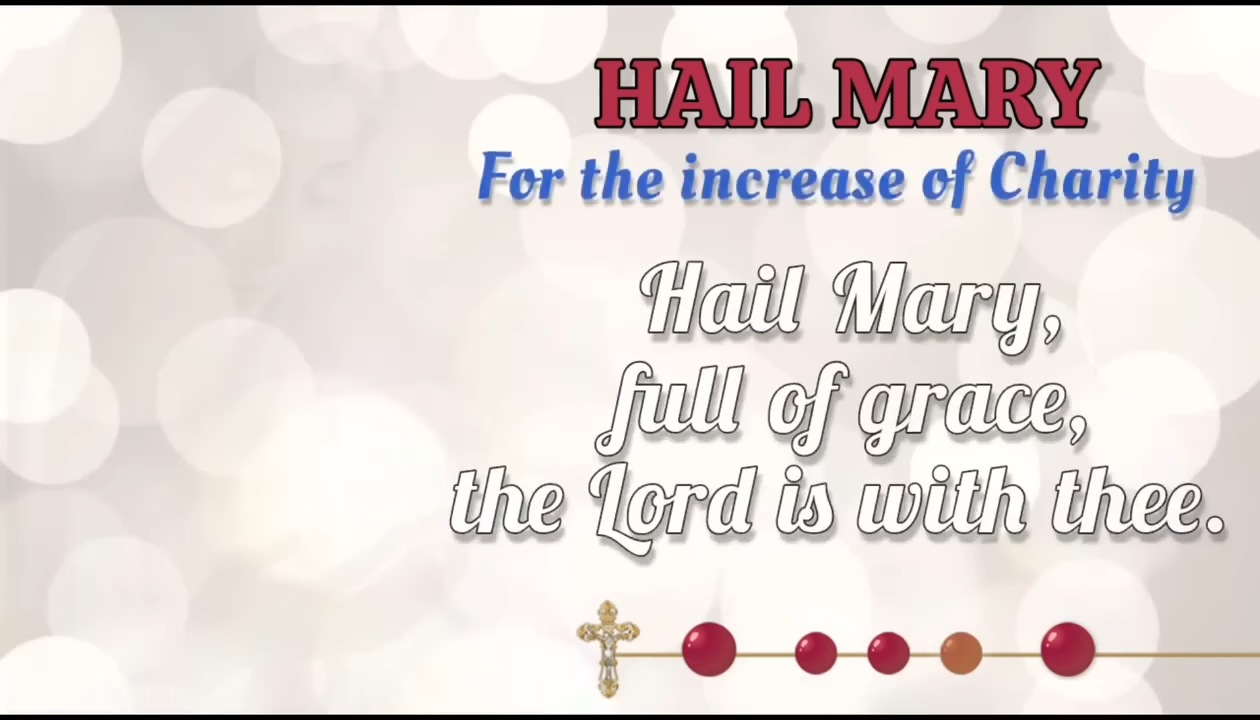 HAIL MARY
For the increase of Charity
Hail Mary,
full of grace,
the Lord is with thee.